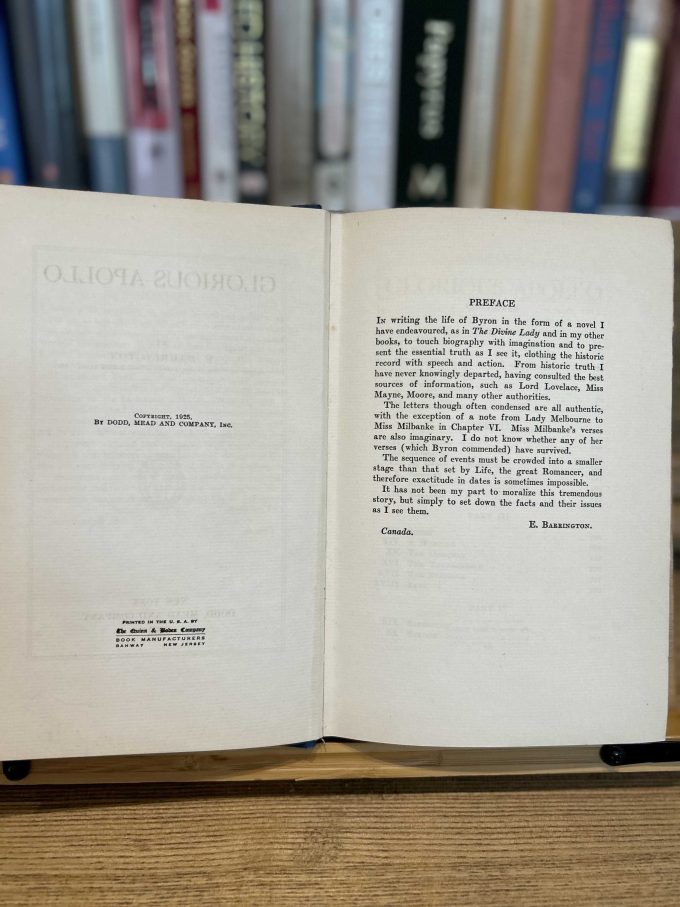 GLORIOUS APOLLO
COPYRIGHT, 1925,
BY DODD, MEAD AND COMPANY, INC.
PRINTED IN THE U. S. A. BY
The Quinn & Boden Company
BOOK MANUFACTURERS
RAHWAY NEW JERSEY
PREFACE
IN writing the life of Byron in the form of a novel I
have endeavoured, as in The Divine Lady and in my other
books, to touch biography with imagination and to pre-
sent the essential truth as I see it, clothing the historic
record with speech and action. From historic truth I
have never knowingly departed, having consulted the best
sources of information, such as Lord Lovelace, Miss
Mayne, Moore, and many other authorities.
The letters though often condensed are all authentic,
with the exception of a note from Lady Melbourne to
Miss Milbanke in Chapter VI. Miss Milbanke's verses
are also imaginary. I do not know whether any of her
verses (which Byron commended) have survived.
The sequence of events must be crowded into a smaller
stage than that set by Life, the great Romancer, and
therefore exactitude in dates is sometimes impossible.
It has not been my part to moralize this tremendous
story, but simply to set down the facts and their issues
as I see them.
E. BARRINGTON.
Canada.
Papyrus
M